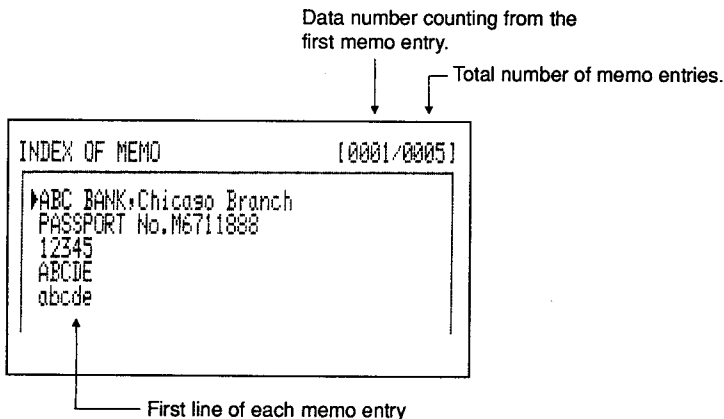 Data number counting from the
first memo entry.
Total number of memo entries.
INDEX OF MEMO [0001/0005]
ABC BANK,Chicago Branch
PASSPORT No.M6711888
12345
ABCDE
abcde
First line of each memo entry